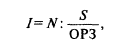 I = N : S / ОРЗ,